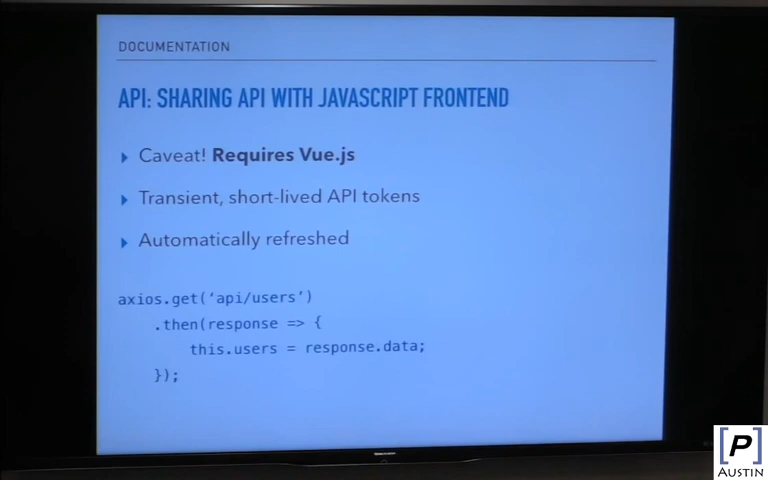 DOCUMENTATION
API: SHARING API WITH JAVASCRIPT FRONTEND
Caveat! Requires Vue.js
Transient, short-lived API tokens
Automatically refreshed
axios.get(‘api/users’)
.then(response => {
this.users = response.data;
});
[P]
AUSTIN